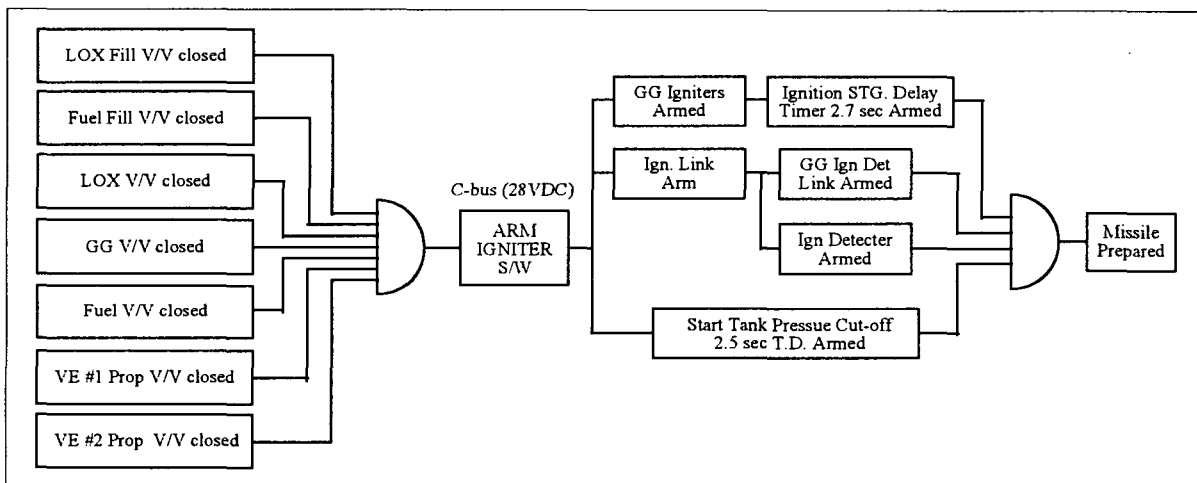 LOX Fill V/V closed
Fuel Fill V/V closed
LOX V/V closed
GG V/V closed
Fuel V/V closed
VE #1 Prop V/V closed
VE #2 Prop V/V closed
C-bus (28VDC)
ARM
IGNITER
S/W
GG Igniters
Armed
Ignition STG. Delay
Timer 2.7 sec Armed
Ign. Link
Arm
GG Ign Det
Link Armed
Ign Detecter
Armed
Start Tank Pressue Cut-off
2.5 sec T.D. Armed
Missile
Prepared